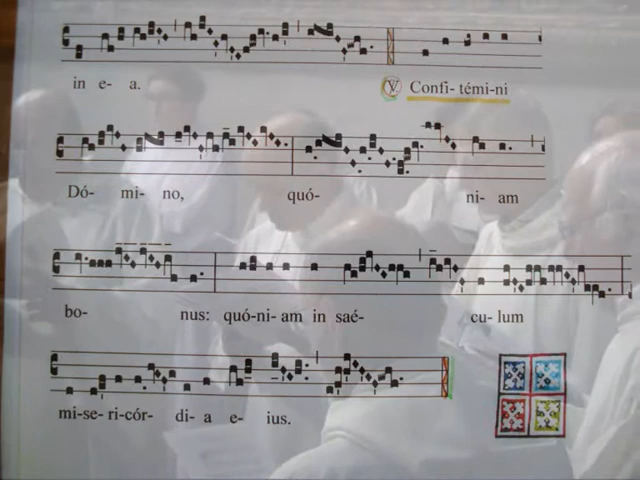 in e- a. ℣ Confi- témi-ni
Dó- mi- no, quó- ni- am
bo- nus: quó-ni- am in saé- cu- lum
mi-se- ri-cór- di- a e- ius.